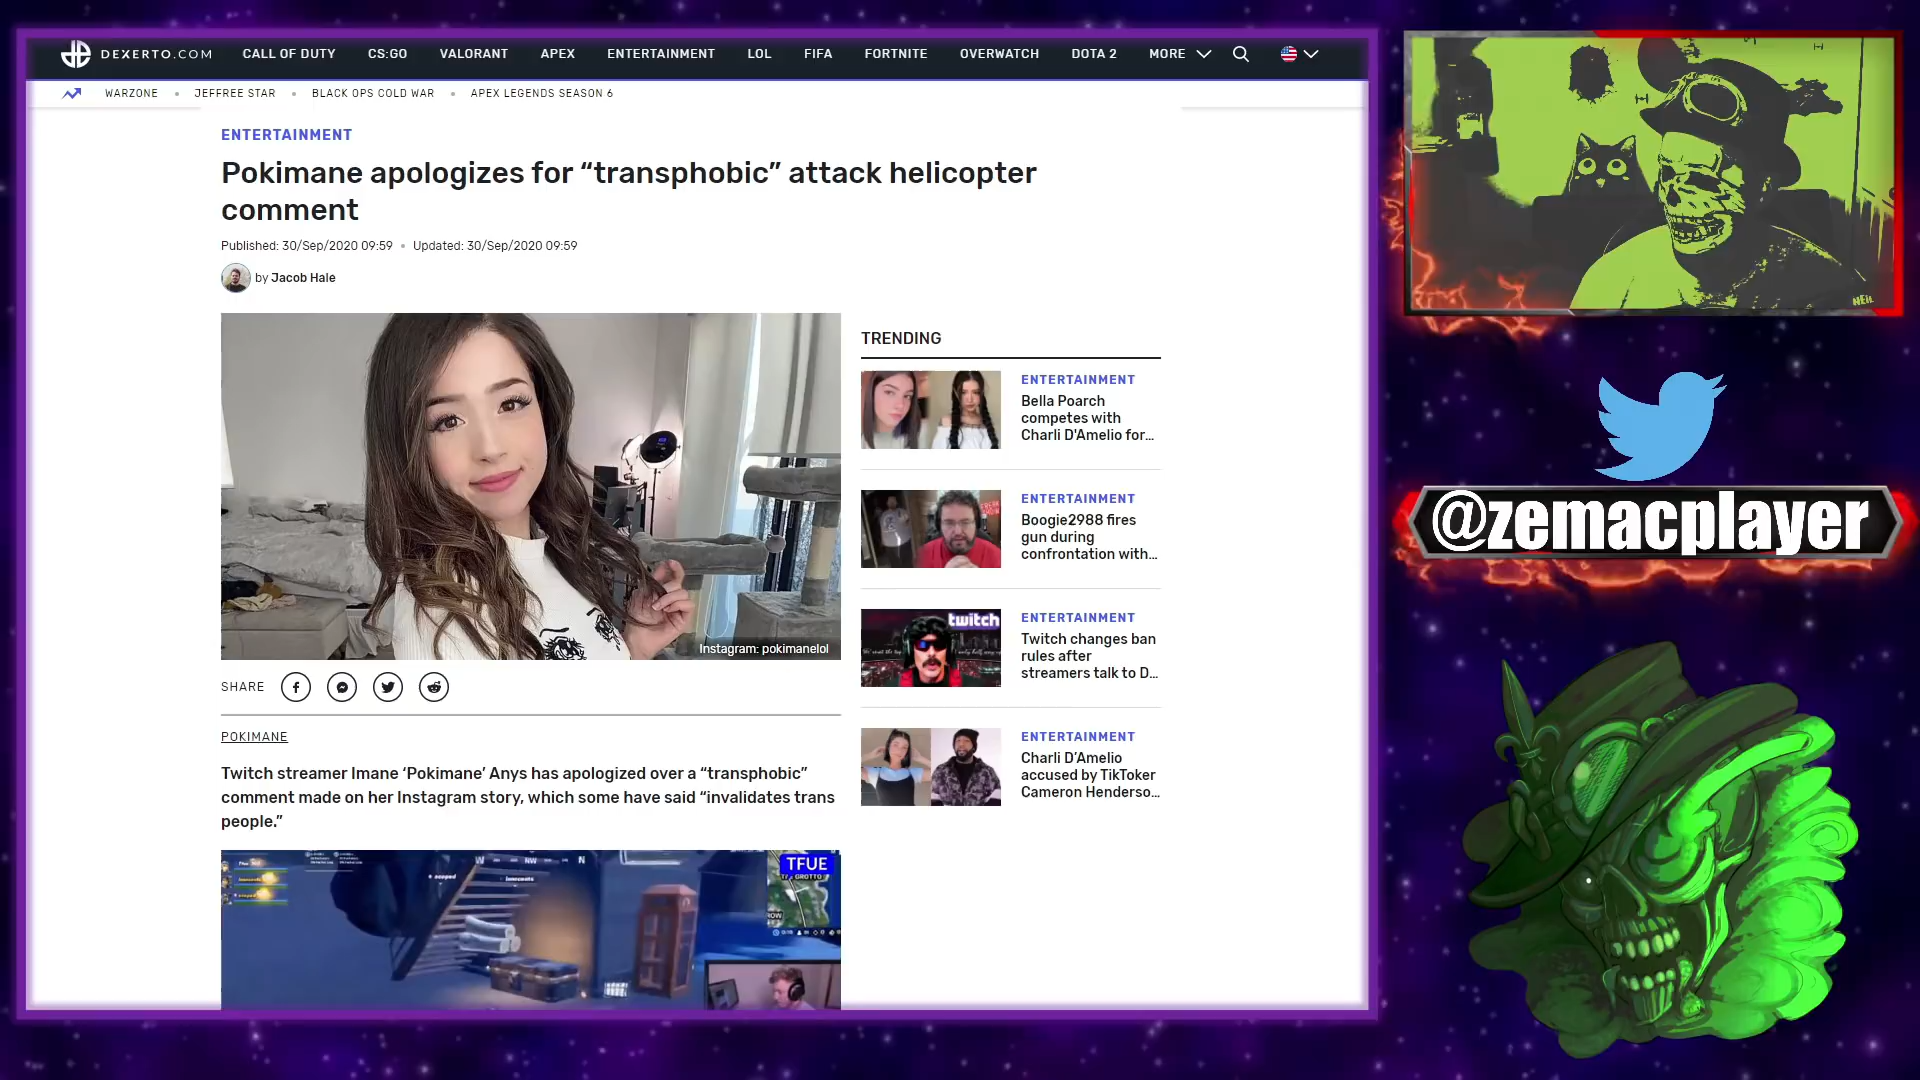 DEXERTO.COM
CALL OF DUTY
CS:GO
VALORANT
APEX
ENTERTAINMENT
LOL
FIFA
FORTNITE
OVERWATCH
DOTA 2
MORE
WARZONE
JEFFREE STAR
BLACK OPS COLD WAR
APEX LEGENDS SEASON 6
ENTERTAINMENT
Pokimane apologizes for “transphobic” attack helicopter
comment
Published: 30/Sep/2020 09:59 • Updated: 30/Sep/2020 09:59
by Jacob Hale
Instagram: pokimanelol
SHARE
POKIMANE
Twitch streamer Imane ‘Pokimane’ Anys has apologized over a “transphobic”
comment made on her Instagram story, which some have said “invalidates trans
people.”
W
NW
N
TFUE
TRENDING
ENTERTAINMENT
Bella Poarch
competes with
Charli D'Amelio for...
ENTERTAINMENT
Boogie2988 fires
gun during
confrontation with...
twitch
ENTERTAINMENT
Twitch changes ban
rules after
streamers talk to D...
ENTERTAINMENT
Charli D’Amelio
accused by TikToker
Cameron Henderso...
NEiL
@zemacplayer